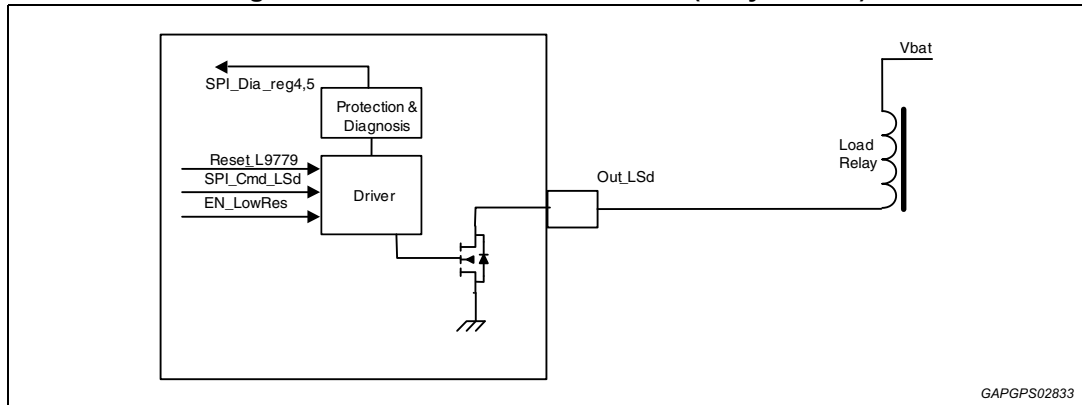 Vbat
SPI_Dia_reg4,5
Protection &
Diagnosis
Load
Relay
Reset_L9779
SPI_Cmd_LSd
EN_LowRes
Driver
Out_LSd
GAPGPS02833